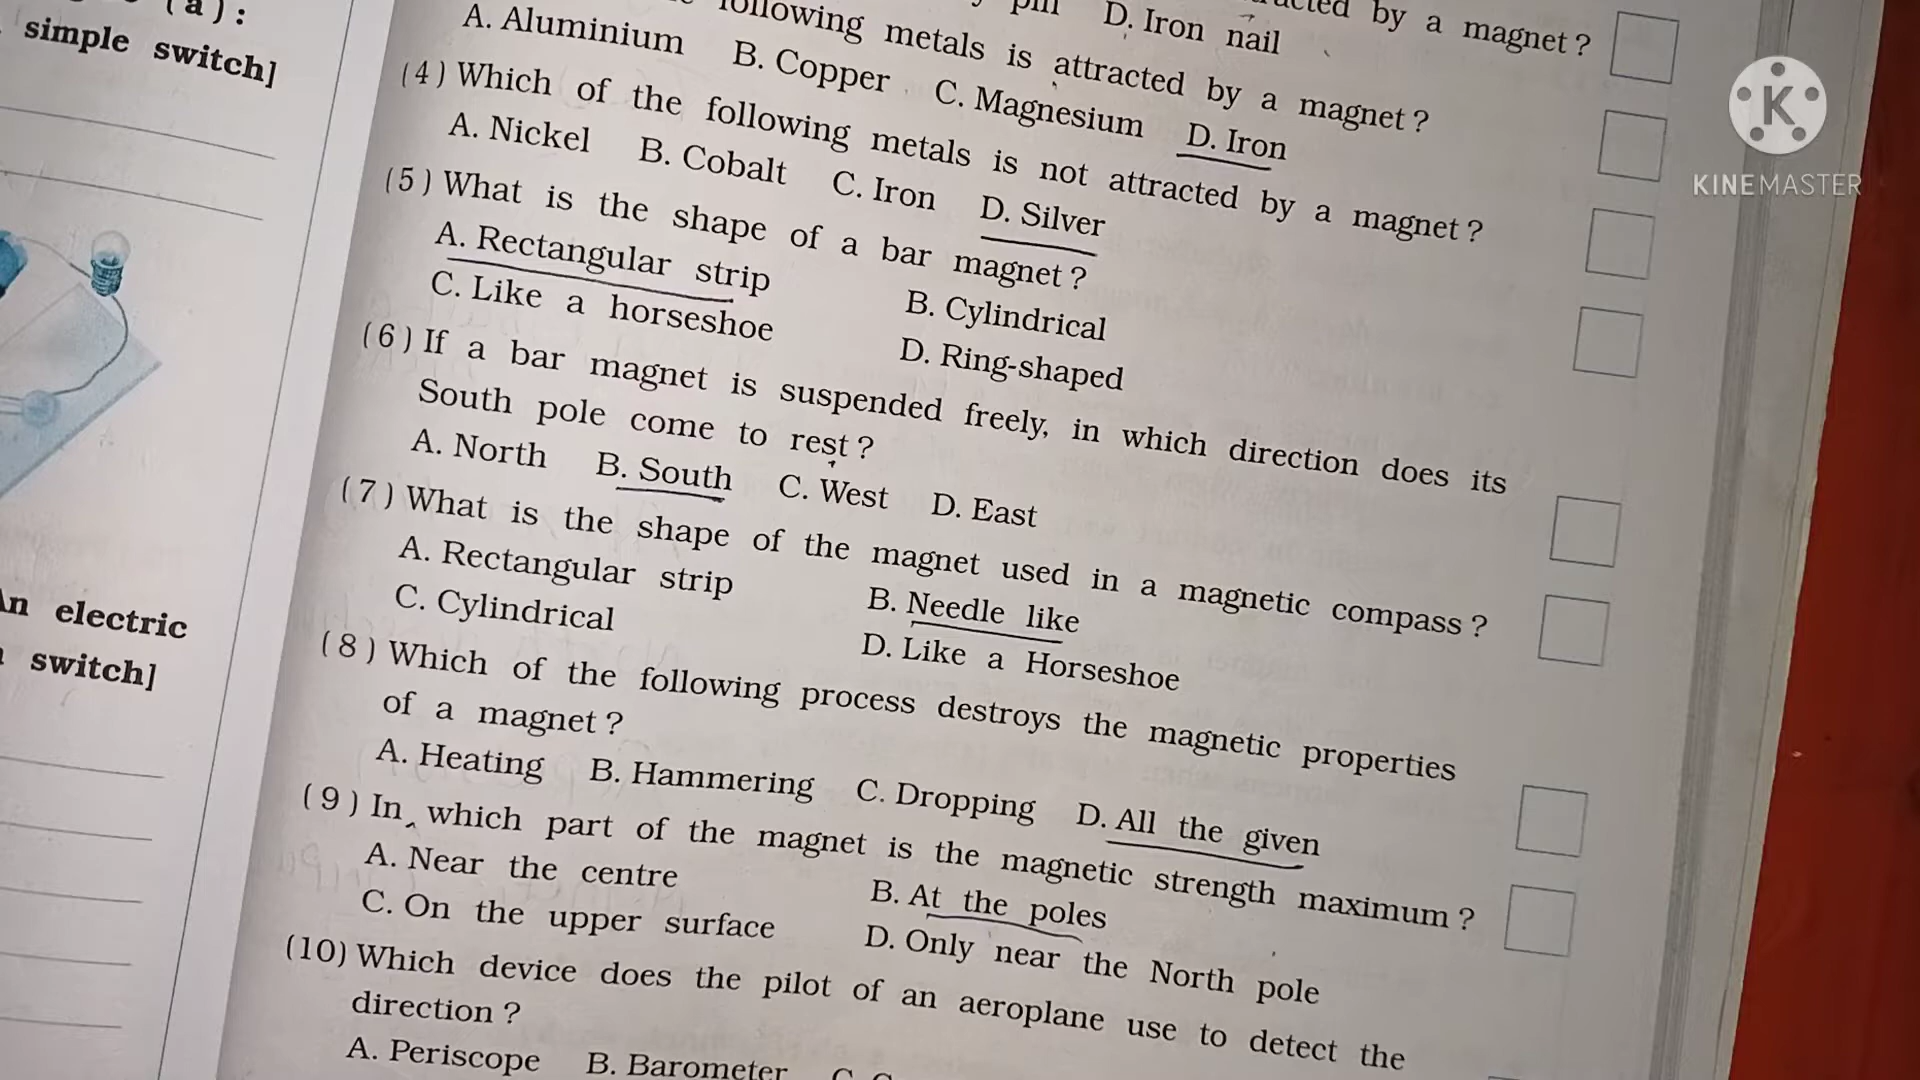 (a) :
simple switch]
An electric
switch]
pin D. Iron nail
by a magnet ?
following metals is attracted by a magnet ?
A. Aluminium B. Copper C. Magnesium D. Iron
(4) Which of the following metals is not attracted by a magnet ?
A. Nickel B. Cobalt C. Iron D. Silver
(5) What is the shape of a bar magnet ?
A. Rectangular strip B. Cylindrical
C. Like a horseshoe D. Ring-shaped
(6) If a bar magnet is suspended freely, in which direction does its
South pole come to rest ?
A. North B. South C. West D. East
(7) What is the shape of the magnet used in a magnetic compass ?
A. Rectangular strip B. Needle like
C. Cylindrical D. Like a Horseshoe
(8) Which of the following process destroys the magnetic properties
of a magnet ?
A. Heating B. Hammering C. Dropping D. All the given
(9) In which part of the magnet is the magnetic strength maximum ?
A. Near the centre B. At the poles
C. On the upper surface D. Only near the North pole
(10) Which device does the pilot of an aeroplane use to detect the
direction ?
A. Periscope B. Barometer
K
KINEMASTER